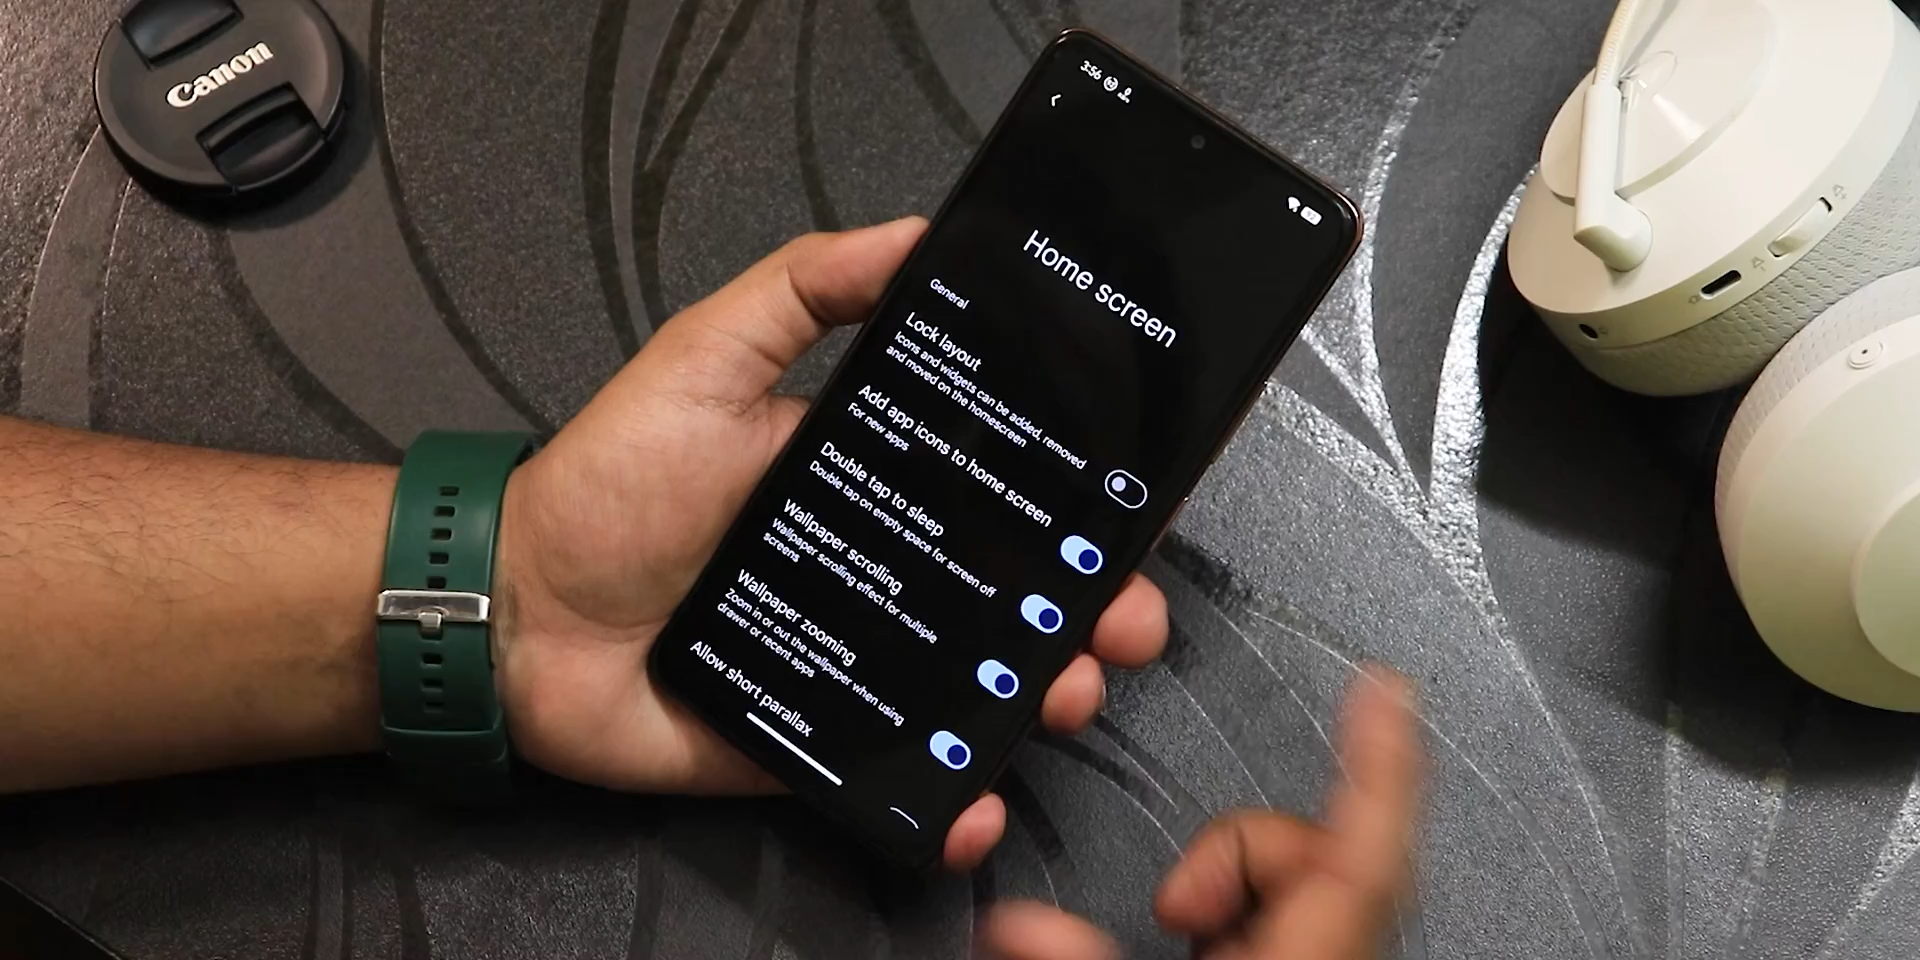 Canon
3:56
Home screen
General
Lock layout
Icons and widgets can be added, removed
and moved on the homescreen
Add app icons to home screen
For new apps
Double tap to sleep
Double tap on empty space for screen off
Wallpaper scrolling
Wallpaper scrolling effect for multiple
screens
Wallpaper zooming
Zoom in or out the wallpaper when using
drawer or recent apps
Allow short parallax